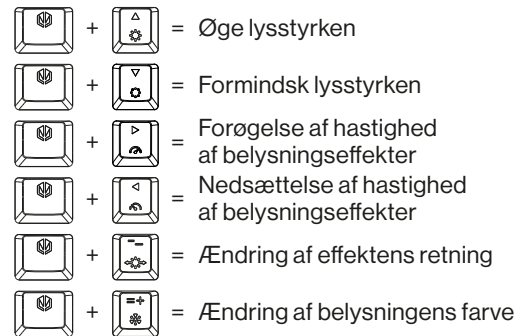 + = Øge lysstyrken
+ = Formindsk lysstyrken
+ = Forøgelse af hastighed
af belysningseffekter
+ = Nedsættelse af hastighed
af belysningseffekter
+ = Ændring af effektens retning
+ = Ændring af belysningens farve